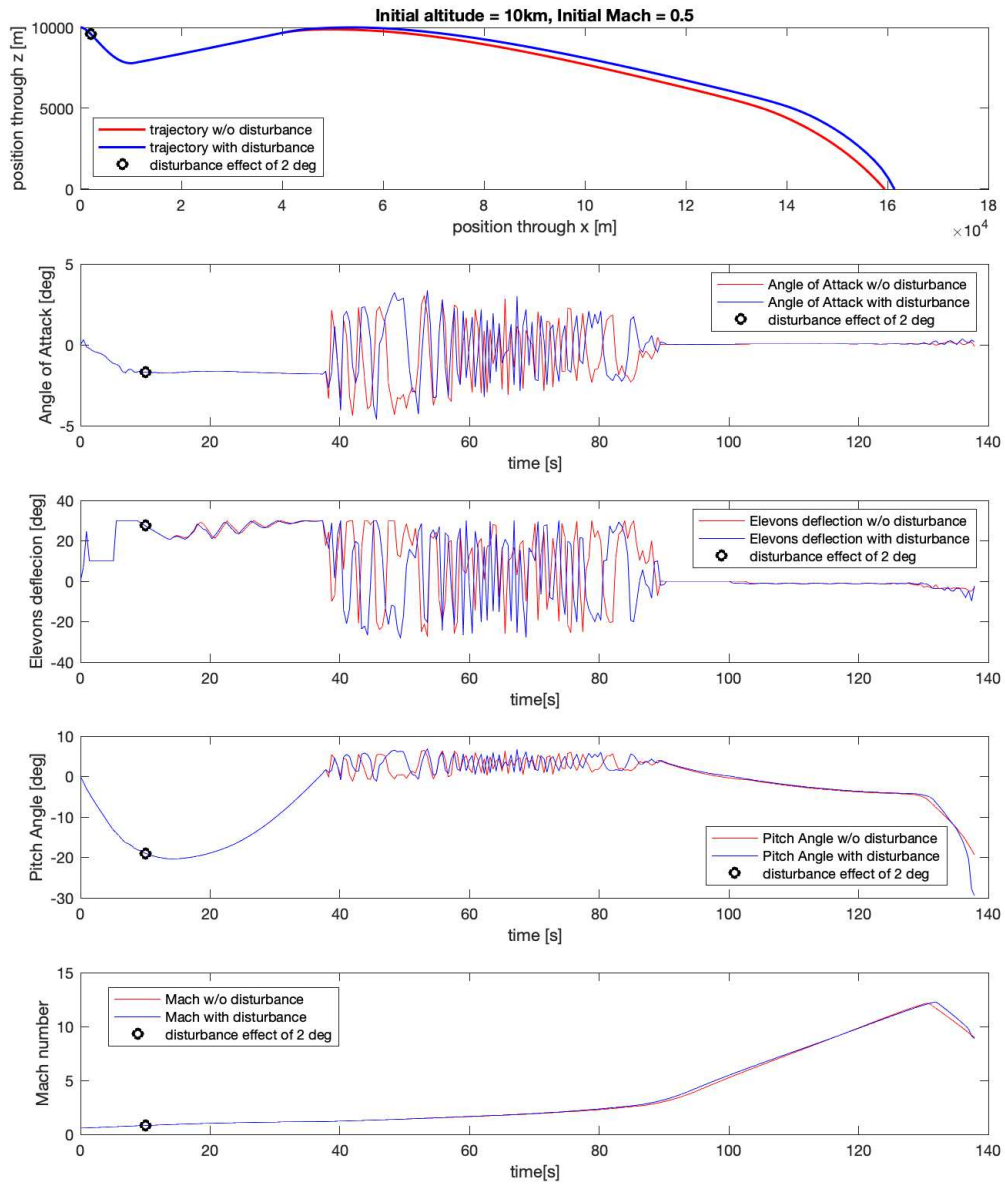 Initial altitude = 10km, Initial Mach = 0.5
position through z [m]
10000
5000
0
trajectory w/o disturbance
trajectory with disturbance
disturbance effect of 2 deg
0 2 4 6 8 10 12 14 16 18
position through x [m]
×10^4
Angle of Attack [deg]
5
0
-5
Angle of Attack w/o disturbance
Angle of Attack with disturbance
disturbance effect of 2 deg
0 20 40 60 80 100 120 140
time [s]
Elevons deflecrion [deg]
40
20
0
-20
-40
Elevons deflection w/o disturbance
Elevons deflection with disturbance
disturbance effect of 2 deg
0 20 40 60 80 100 120 140
time[s]
Pitch Angle [deg]
10
0
-10
-20
-30
Pitch Angle w/o disturbance
Pitch Angle with disturbance
disturbance effect of 2 deg
0 20 40 60 80 100 120 140
time [s]
Mach number
15
10
5
0
Mach w/o disturbance
Mach with disturbance
disturbance effect of 2 deg
0 20 40 60 80 100 120 140
time[s]